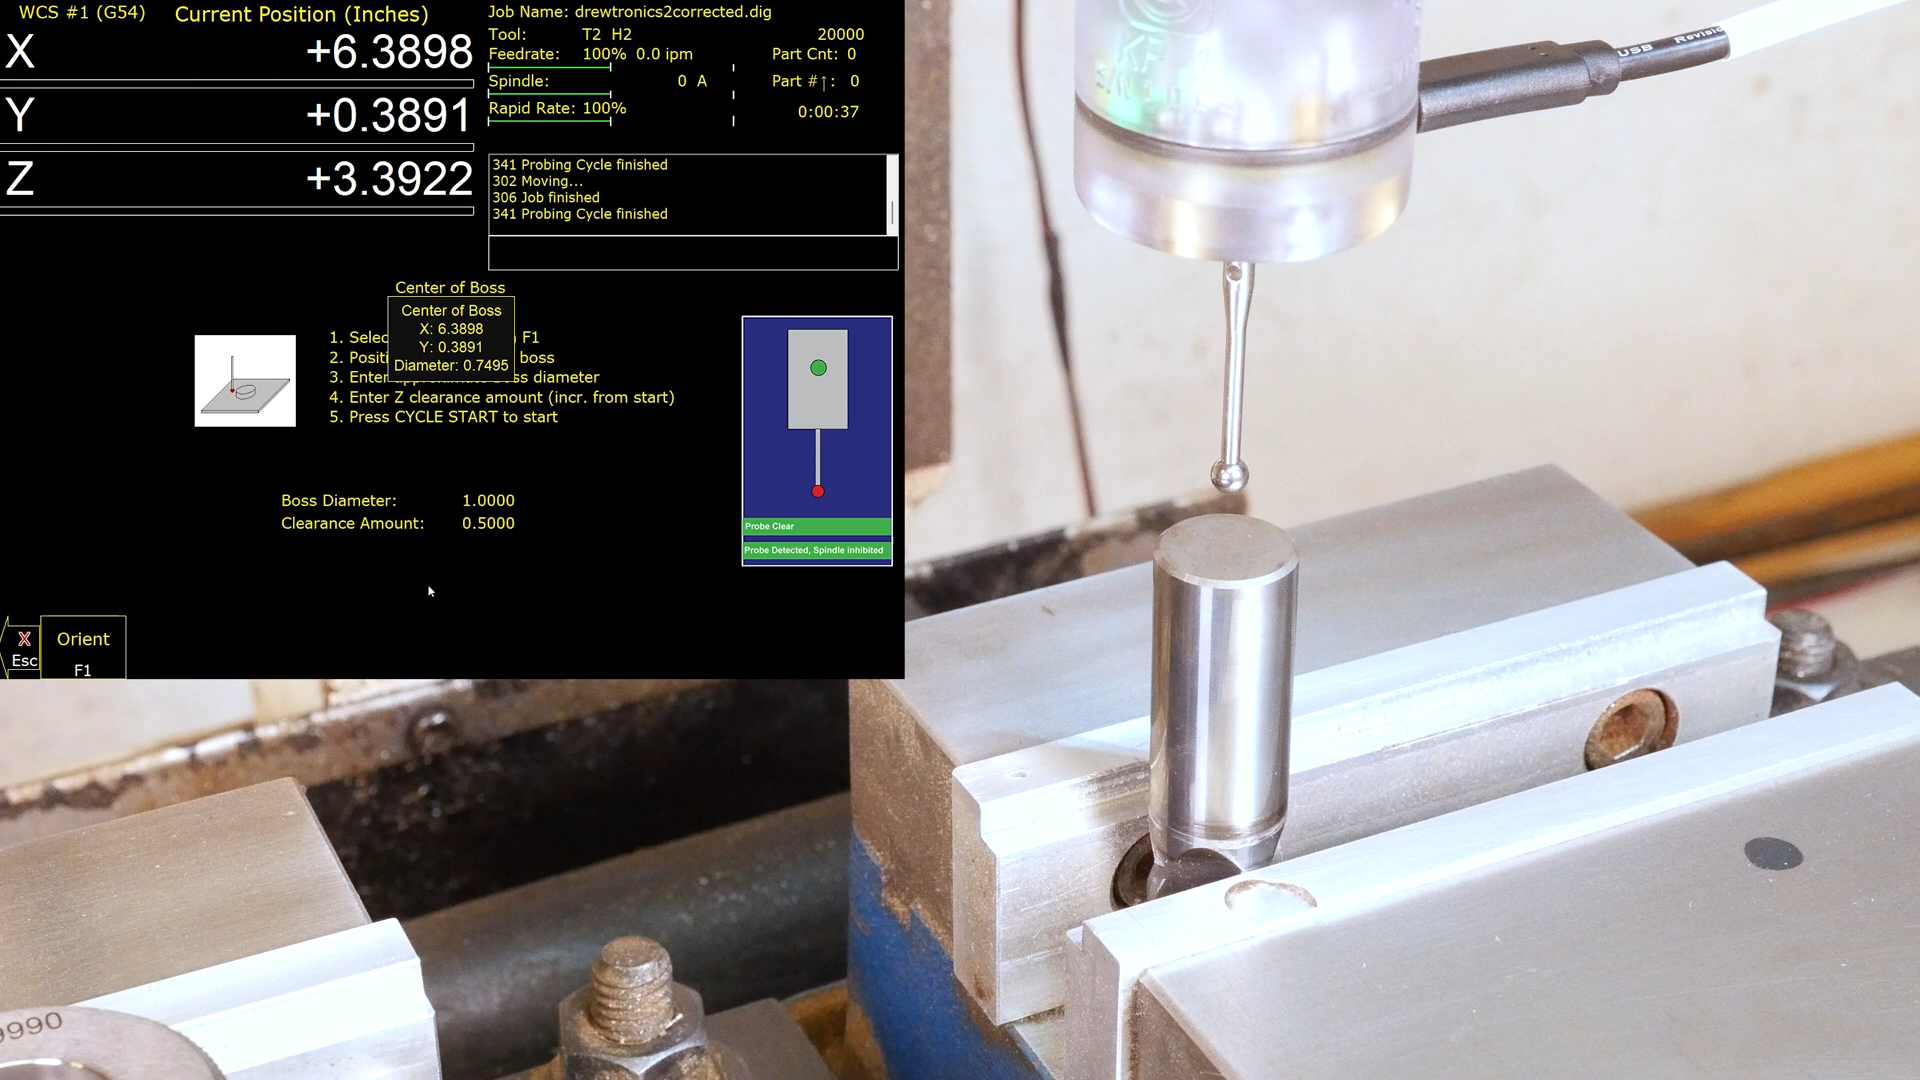 WCS #1 (G54)
Current Position (Inches)
X +6.3898
Y +0.3891
Z +3.3922
Job Name: drewtronics2corrected.dig
Tool: T2 H2 20000
Feedrate: 100% 0.0 ipm Part Cnt: 0
Spindle: 0 A Part #↑: 0
Rapid Rate: 100% 0:00:37
341 Probing Cycle finished
302 Moving...
306 Job finished
341 Probing Cycle finished
Center of Boss
Center of Boss
X: 6.3898
Y: 0.3891
Diameter: 0.7495
1. F1
2. boss
3. Enter diameter
4. Enter Z clearance amount (incr. from start)
5. Press CYCLE START to start
Boss Diameter: 1.0000
Clearance Amount: 0.5000
Probe Clear
Probe Detected, Spindle inhibited
X
Esc
Orient
F1
USB
9990